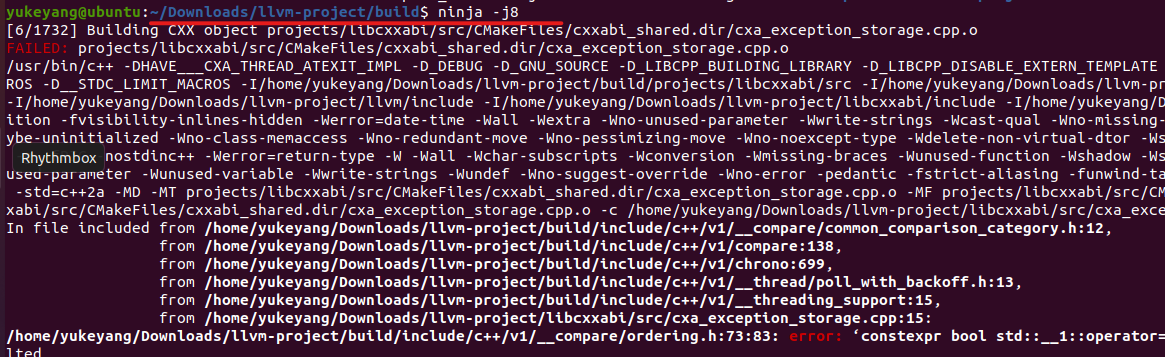 yukeyang@ubuntu:~/Downloads/llvm-project/build$ ninja -j8
[6/1732] Building CXX object projects/libcxxabi/src/CMakeFiles/cxxabi_shared.dir/cxa_exception_storage.cpp.o
FAILED: projects/libcxxabi/src/CMakeFiles/cxxabi_shared.dir/cxa_exception_storage.cpp.o
/usr/bin/c++ -DHAVE___CXA_THREAD_ATEXIT_IMPL -D_DEBUG -D_GNU_SOURCE -D_LIBCPP_BUILDING_LIBRARY -D_LIBCPP_DISABLE_EXTERN_TEMPLATE
ROS -D__STDC_LIMIT_MACROS -I/home/yukeyang/Downloads/llvm-project/build/projects/libcxxabi/src -I/home/yukeyang/Downloads/llvm-pr
-I/home/yukeyang/Downloads/llvm-project/llvm/include -I/home/yukeyang/Downloads/llvm-project/libcxxabi/include -I/home/yukeyang/D
ition -fvisibility-inlines-hidden -Werror=date-time -Wall -Wextra -Wno-unused-parameter -Wwrite-strings -Wcast-qual -Wno-missing-
ybe-uninitialized -Wno-class-memaccess -Wno-redundant-move -Wno-pessimizing-move -Wno-noexcept-type -Wdelete-non-virtual-dtor -Ws
Rhythmbox nostdinc++ -Werror=return-type -W -Wall -Wchar-subscripts -Wconversion -Wmissing-braces -Wunused-function -Wshadow -Ws
used-parameter -Wunused-variable -Wwrite-strings -Wundef -Wno-suggest-override -Wno-error -pedantic -fstrict-aliasing -funwind-ta
-std=c++2a -MD -MT projects/libcxxabi/src/CMakeFiles/cxxabi_shared.dir/cxa_exception_storage.cpp.o -MF projects/libcxxabi/src/CM
xabi/src/CMakeFiles/cxxabi_shared.dir/cxa_exception_storage.cpp.o -c /home/yukeyang/Downloads/llvm-project/libcxxabi/src/cxa_exce
In file included from /home/yukeyang/Downloads/llvm-project/build/include/c++/v1/__compare/common_comparison_category.h:12,
from /home/yukeyang/Downloads/llvm-project/build/include/c++/v1/compare:138,
from /home/yukeyang/Downloads/llvm-project/build/include/c++/v1/chrono:699,
from /home/yukeyang/Downloads/llvm-project/build/include/c++/v1/__thread/poll_with_backoff.h:13,
from /home/yukeyang/Downloads/llvm-project/build/include/c++/v1/__threading_support:15,
from /home/yukeyang/Downloads/llvm-project/libcxxabi/src/cxa_exception_storage.cpp:15:
/home/yukeyang/Downloads/llvm-project/build/include/c++/v1/__compare/ordering.h:73:83: error: ‘constexpr bool std::__1::operator=
lted